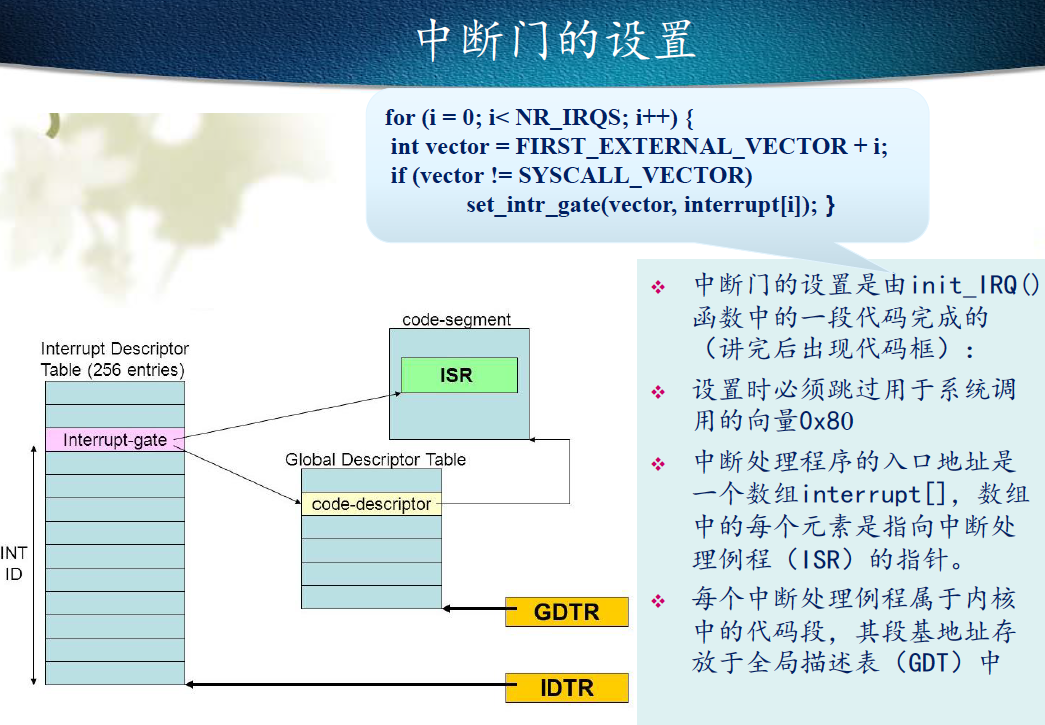 中断门的设置
for (i = 0; i< NR_IRQS; i++) {
int vector = FIRST_EXTERNAL_VECTOR + i;
if (vector != SYSCALL_VECTOR)
set_intr_gate(vector, interrupt[i]); }
中断门的设置是由init_IRQ()
函数中的一段代码完成的
（讲完后出现代码框）：
设置时必须跳过用于系统调
用的向量0x80
中断处理程序的入口地址是
一个数组interrupt[]，数组
中的每个元素是指向中断处
理例程（ISR）的指针。
每个中断处理例程属于内核
中的代码段，其段基地址存
放于全局描述表（GDT）中
code-segment
ISR
Interrupt Descriptor
Table (256 entries)
Interrupt-gate
Global Descriptor Table
code-descriptor
INT
ID
GDTR
IDTR